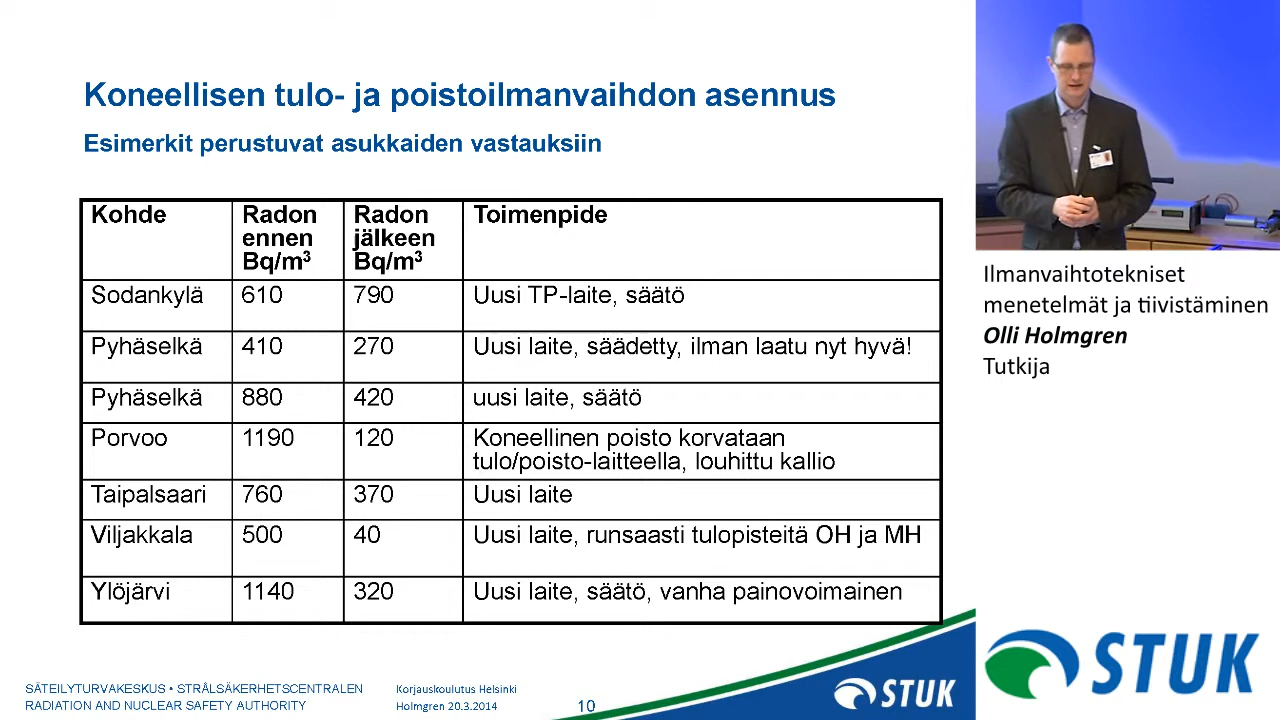 Koneellisen tulo- ja poistoilmanvaihdon asennus
Esimerkit perustuvat asukkaiden vastauksiin
Kohde Radon ennen Bq/m³ Radon jälkeen Bq/m³ Toimenpide
Sodankylä 610 790 Uusi TP-laite, säätö
Pyhäselkä 410 270 Uusi laite, säädetty, ilman laatu nyt hyvä!
Pyhäselkä 880 420 uusi laite, säätö
Porvoo 1190 120 Koneellinen poisto korvataan
tulo/poisto-laitteella, louhittu kallio
Taipalsaari 760 370 Uusi laite
Viljakkala 500 40 Uusi laite, runsaasti tulopisteitä OH ja MH
Ylöjärvi 1140 320 Uusi laite, säätö, vanha painovoimainen
SÄTEILYTURVAKESKUS • STRÅLSÄKERHETSCENTRALEN
RADIATION AND NUCLEAR SAFETY AUTHORITY
Korjauskoulutus Helsinki
Holmgren 20.3.2014
10
STUK
Ilmanvaihtotekniset
menetelmät ja tiivistäminen
Olli Holmgren
Tutkija
STUK